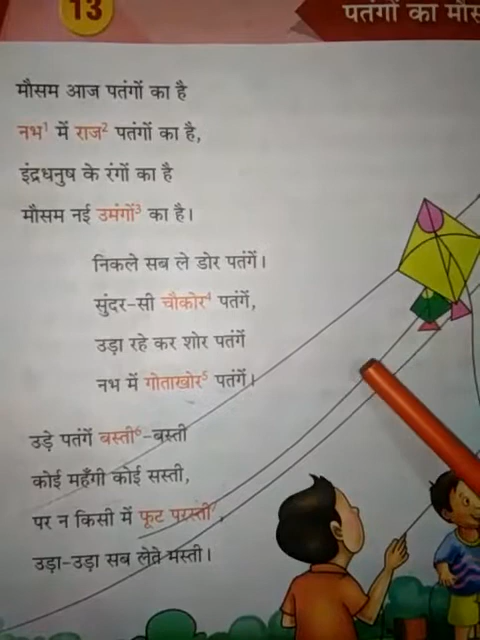 13
पतंगों का
मौसम आज पतंगों का है
नभ¹ में राज² पतंगों का है,
इंद्रधनुष के रंगों का है
मौसम नई उमंगों³ का है।
निकले सब ले डोर पतंगें।
सुंदर-सी चौकोर⁴ पतंगें,
उड़ा रहे कर शोर पतंगें
नभ में गोताखोर⁵ पतंगें।
उड़े पतंगें बस्ती⁶-बस्ती
कोई महँगी कोई सस्ती,
पर न किसी में फूट परस्ती⁷,
उड़ा-उड़ा सब लेते मस्ती।